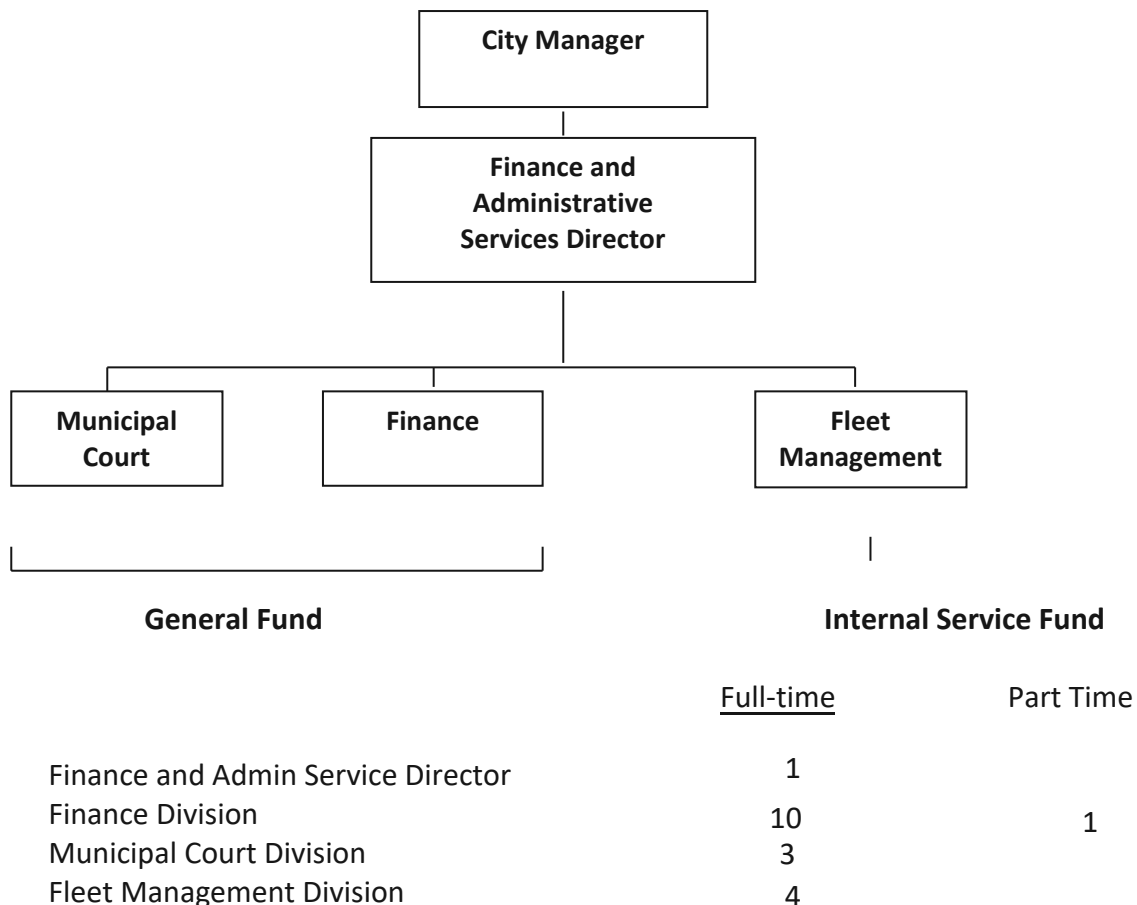 City Manager
Finance and
Administrative
Services Director
Municipal
Court
Finance
Fleet
Management
General Fund
Internal Service Fund
Full-time Part Time
Finance and Admin Service Director 1
Finance Division 10 1
Municipal Court Division 3
Fleet Management Division 4